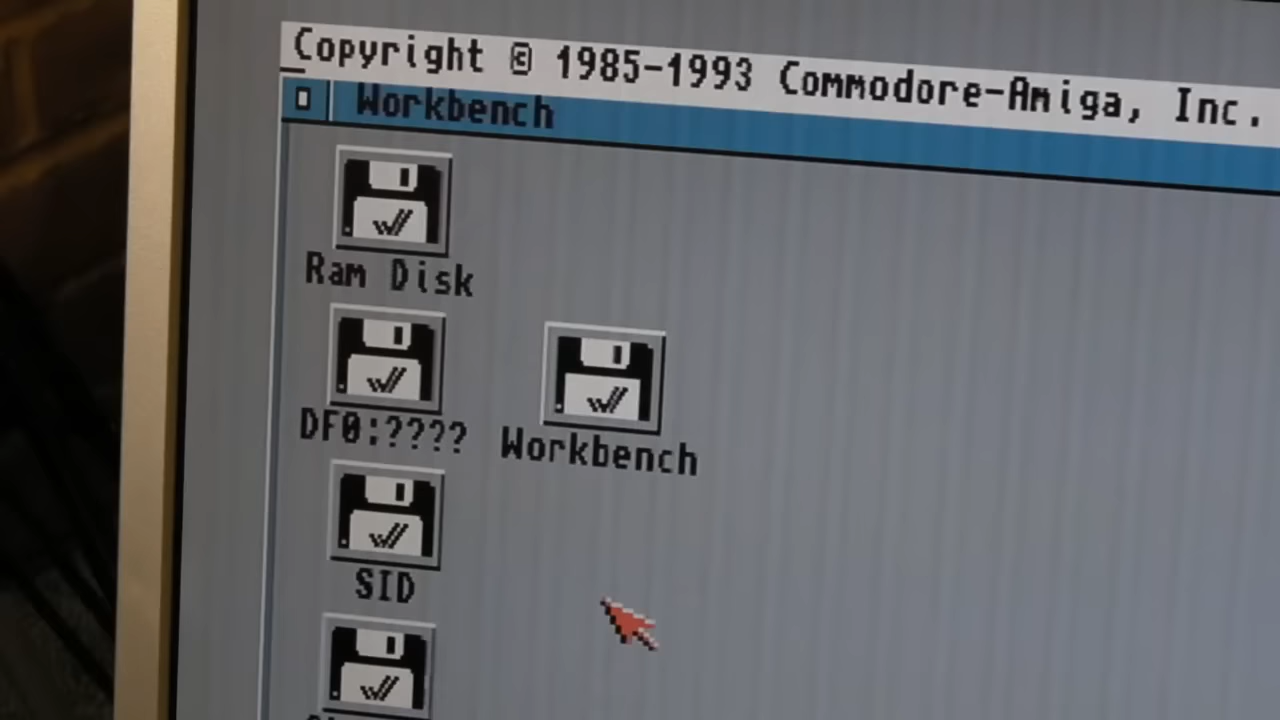 Copyright © 1985-1993 Commodore-Amiga, Inc.
Workbench
Ram Disk
DF0:????
Workbench
SID